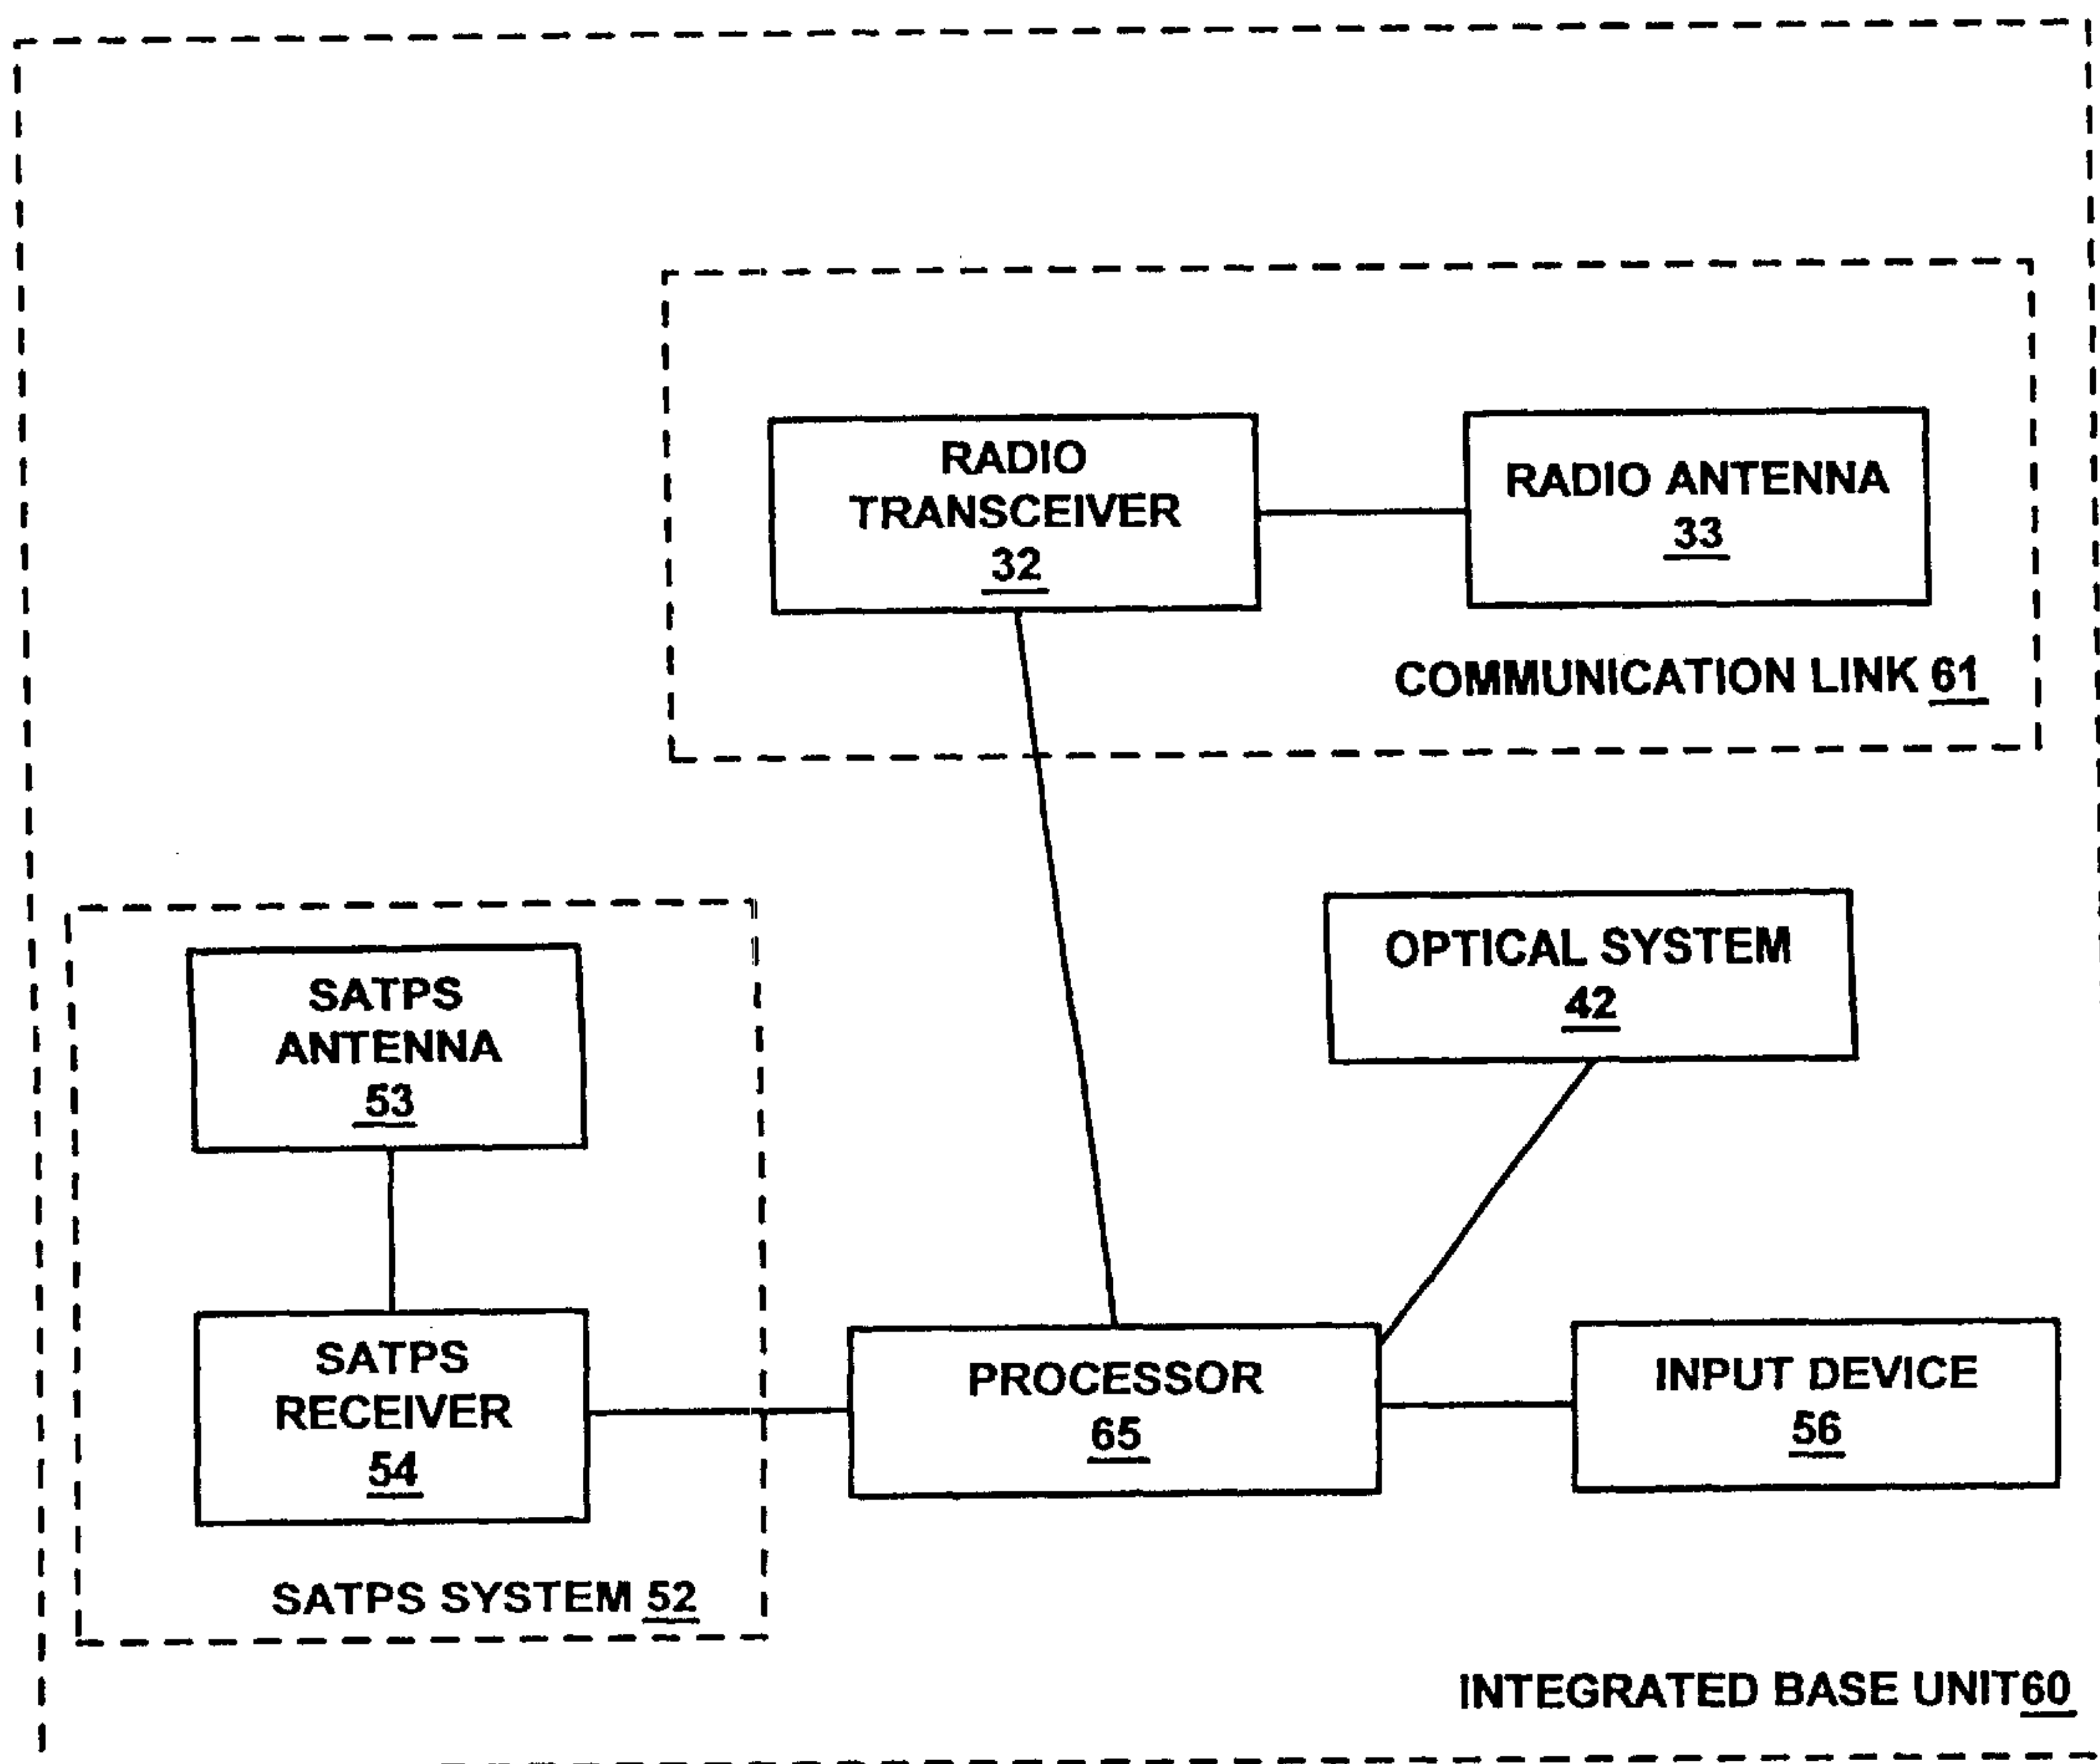 RADIO
TRANSCEIVER
32
RADIO ANTENNA
33
COMMUNICATION LINK 61
OPTICAL SYSTEM
42
SATPS
ANTENNA
53
SATPS
RECEIVER
54
PROCESSOR
65
INPUT DEVICE
56
SATPS SYSTEM 52
INTEGRATED BASE UNIT60